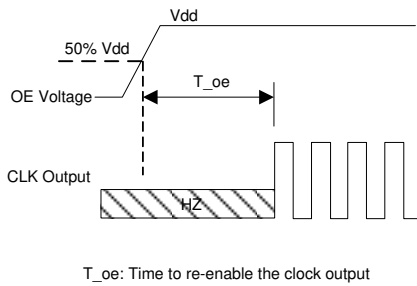 Vdd
50% Vdd
T_oe
OE Voltage
CLK Output
HZ
T_oe: Time to re-enable the clock output